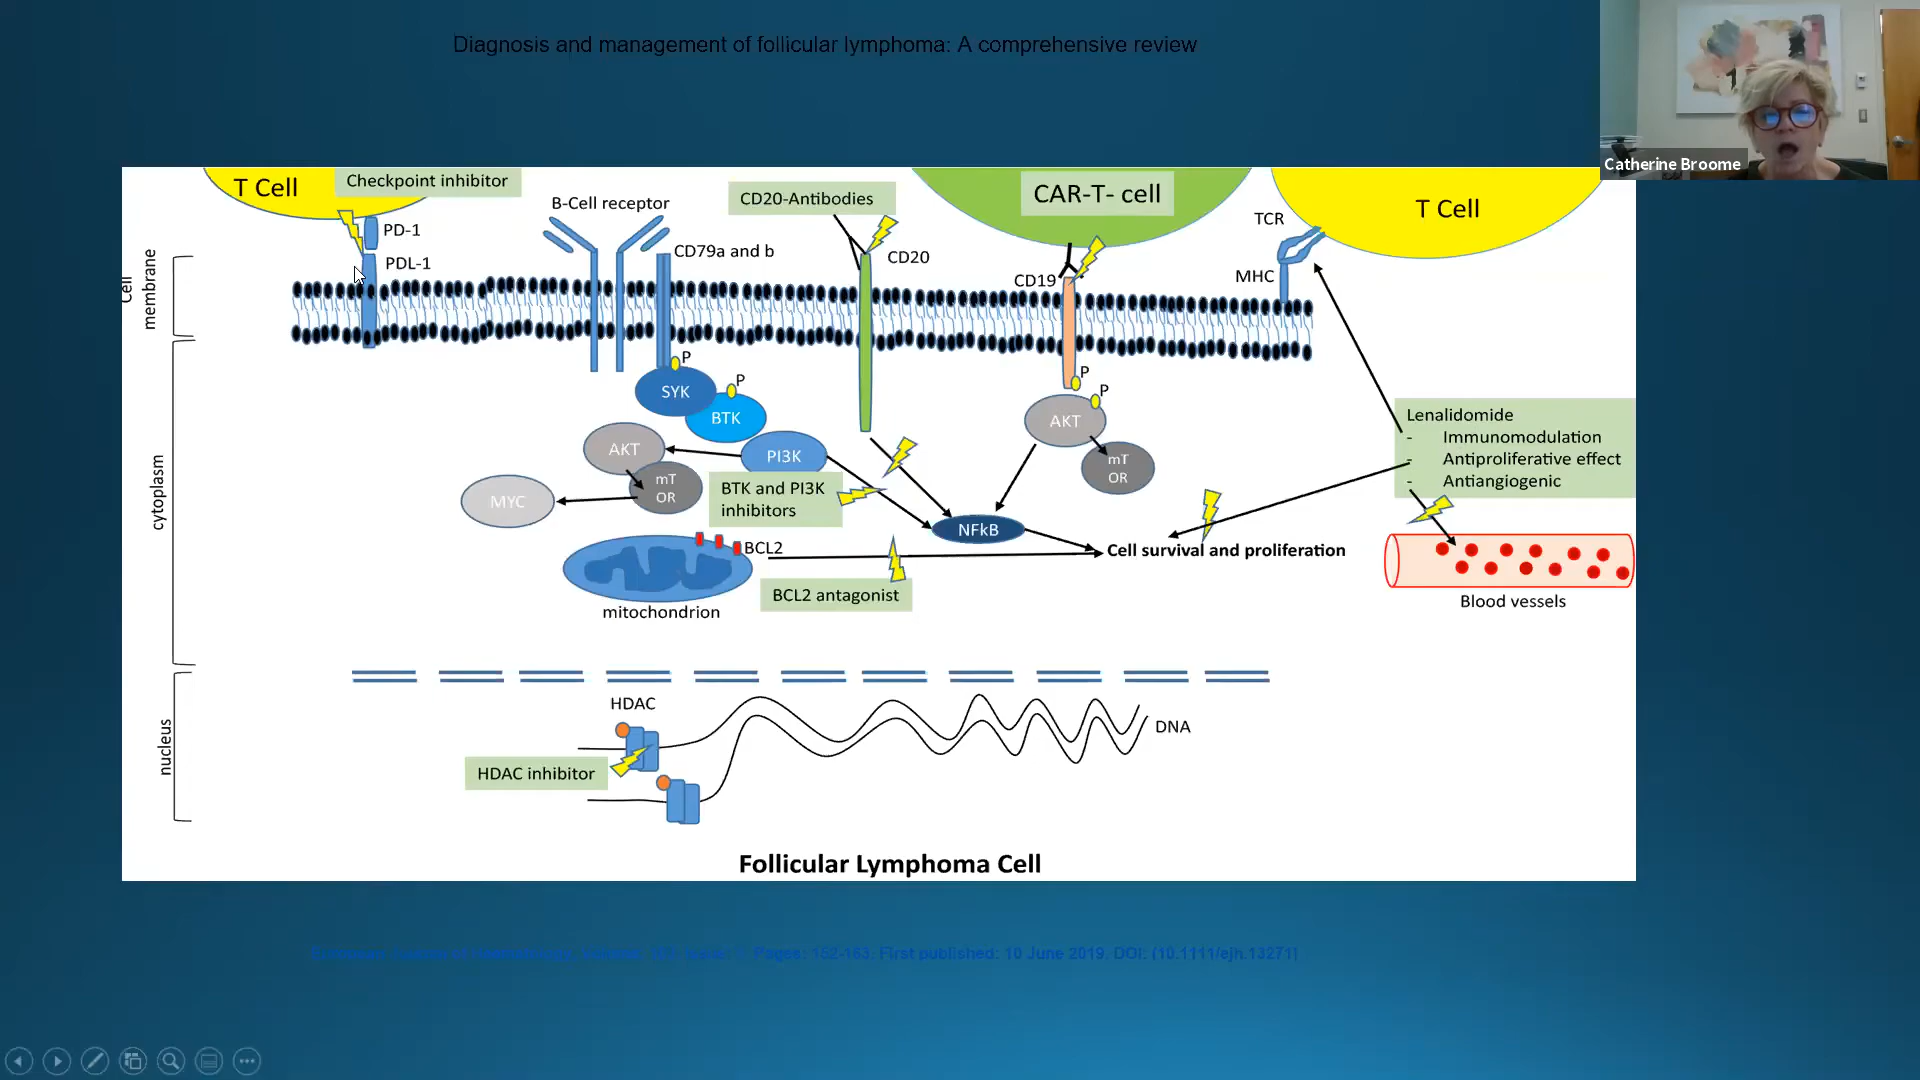 Diagnosis and management of follicular lymphoma: A comprehensive review
Catherine Broome
T Cell
Checkpoint inhibitor
PD-1
PDL-1
B-Cell receptor
CD79a and b
CD20-Antibodies
CD20
CAR-T- cell
CD19
TCR
MHC
T Cell
Cell
membrane
P
SYK
P
BTK
AKT
PI3K
mT
OR
MYC
BTK and PI3K
inhibitors
P
P
AKT
mT
OR
NFkB
Lenalidomide
- Immunomodulation
- Antiproliferative effect
- Antiangiogenic
cytoplasm
BCL2
Cell survival and proliferation
BCL2 antagonist
mitochondrion
Blood vessels
nucleus
HDAC
DNA
HDAC inhibitor
Follicular Lymphoma Cell
European Journal of Haematology, Volume: 103, Issue: Pages: 152-163, First published: 10 June 2019, DOI: (10.1111/ejh.13271)